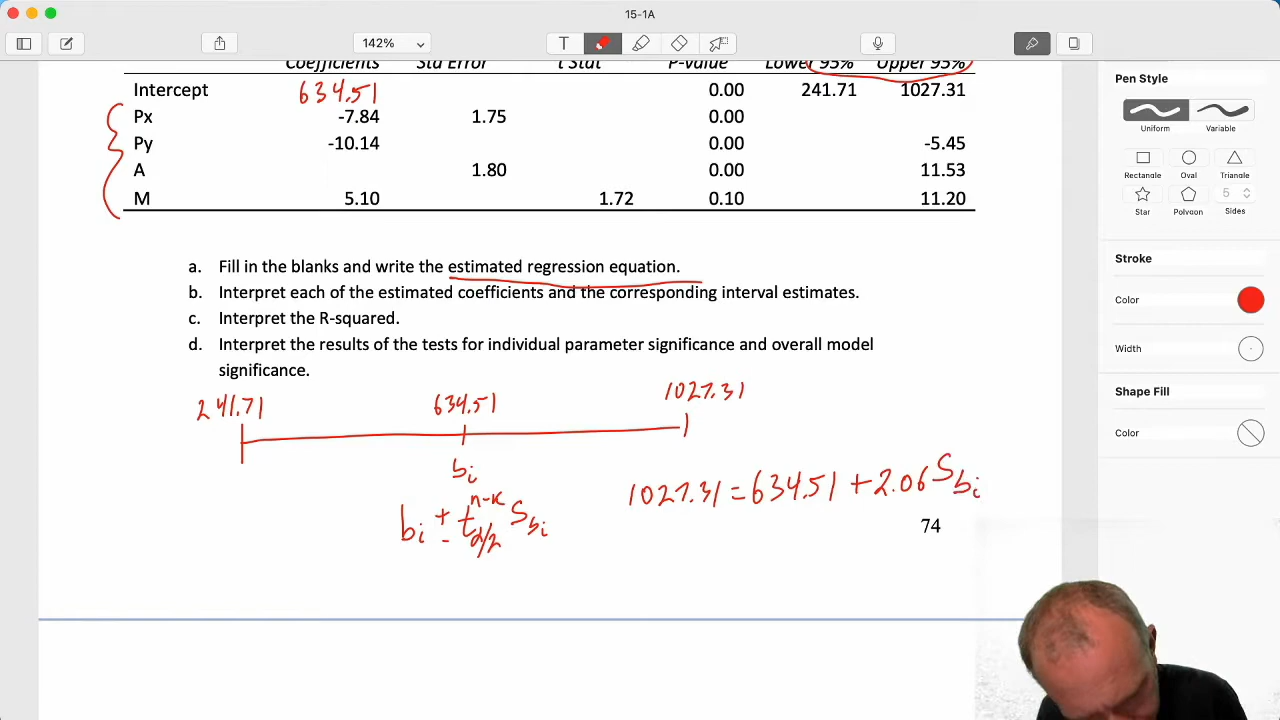 15-1A
142%
T
Coefficients Std Error t Stat P-value Lower 95% Upper 95%
Intercept 634.51 0.00 241.71 1027.31
Px -7.84 1.75 0.00
Py -10.14 0.00 -5.45
A 1.80 0.00 11.53
M 5.10 1.72 0.10 11.20
a. Fill in the blanks and write the estimated regression equation.
b. Interpret each of the estimated coefficients and the corresponding interval estimates.
c. Interpret the R-squared.
d. Interpret the results of the tests for individual parameter significance and overall model
significance.
241.71 634.51 1027.31
bi
bi ± t n-k α/2 Sbi
1027.31 = 634.51 + 2.06 Sbi
74
Pen Style
Uniform Variable
Rectangle Oval Triangle
5
Star Polygon Sides
Stroke
Color
Width
Shape Fill
Color